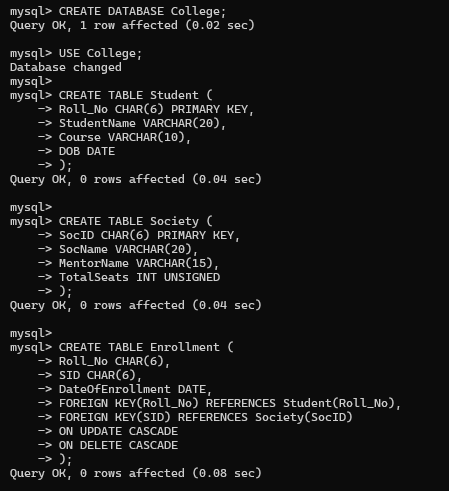 mysql> CREATE DATABASE College;
Query OK, 1 row affected (0.02 sec)

mysql> USE College;
Database changed
mysql>
mysql> CREATE TABLE Student (
    -> Roll_No CHAR(6) PRIMARY KEY,
    -> StudentName VARCHAR(20),
    -> Course VARCHAR(10),
    -> DOB DATE
    -> );
Query OK, 0 rows affected (0.04 sec)

mysql>
mysql> CREATE TABLE Society (
    -> SocID CHAR(6) PRIMARY KEY,
    -> SocName VARCHAR(20),
    -> MentorName VARCHAR(15),
    -> TotalSeats INT UNSIGNED
    -> );
Query OK, 0 rows affected (0.04 sec)

mysql>
mysql> CREATE TABLE Enrollment (
    -> Roll_No CHAR(6),
    -> SID CHAR(6),
    -> DateOfEnrollment DATE,
    -> FOREIGN KEY(Roll_No) REFERENCES Student(Roll_No),
    -> FOREIGN KEY(SID) REFERENCES Society(SocID)
    -> ON UPDATE CASCADE
    -> ON DELETE CASCADE
    -> );
Query OK, 0 rows affected (0.08 sec)